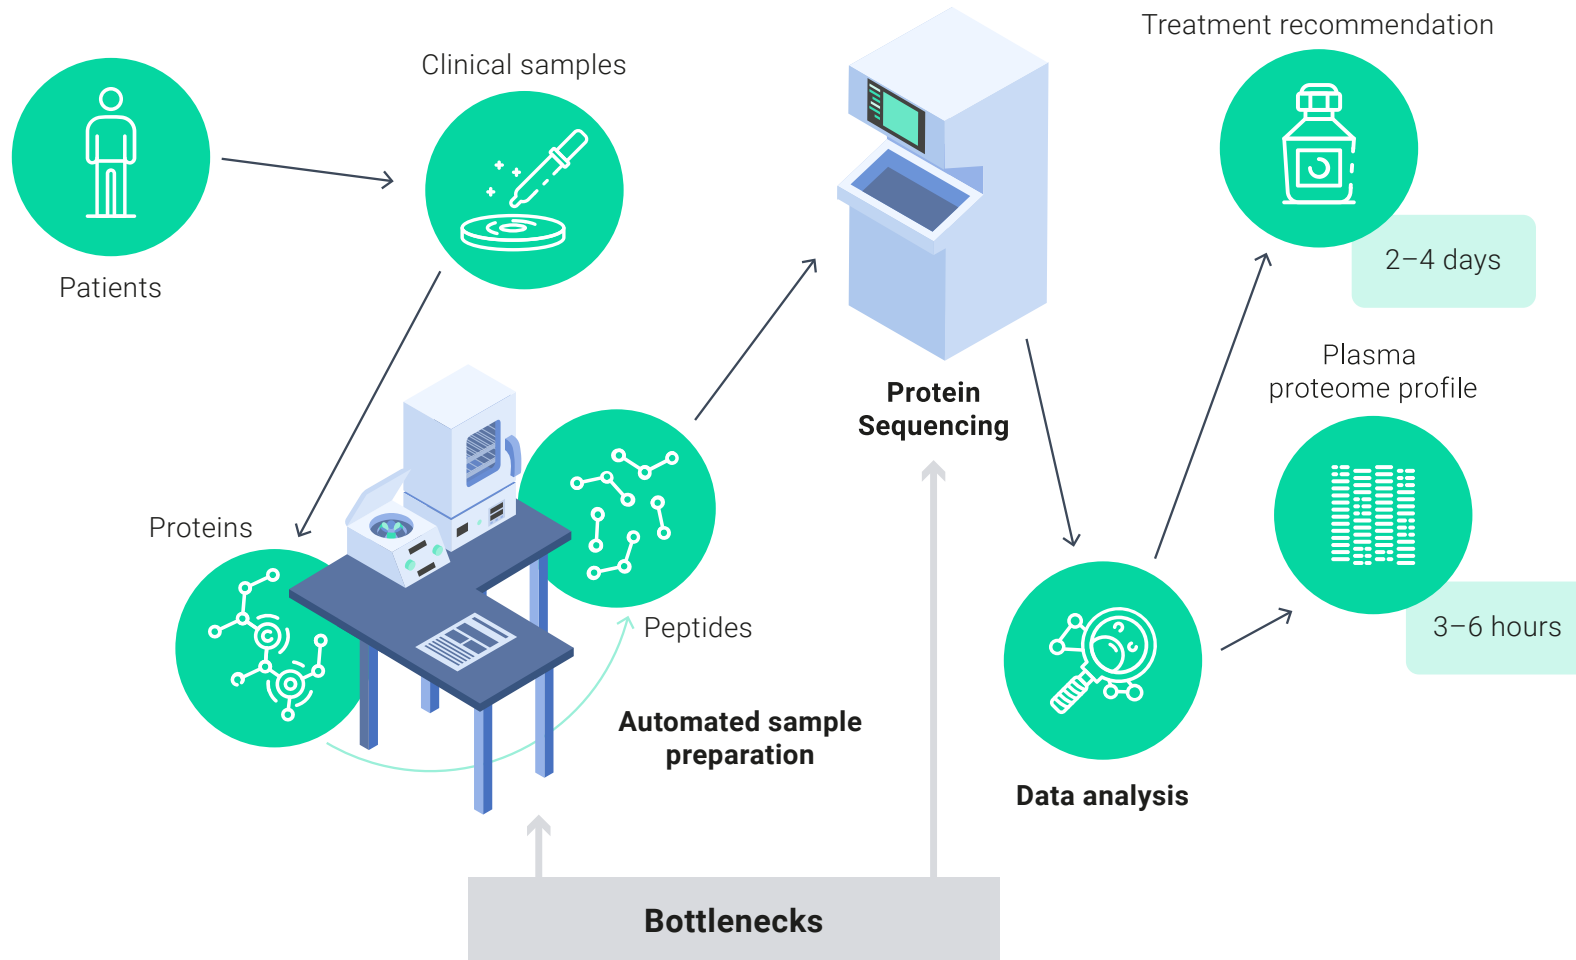 Treatment recommendation
Clinical samples
Patients
2–4 days
Plasma
proteome profile
Protein
Sequencing
Proteins
3–6 hours
Peptides
Automated sample
preparation
Data analysis
Bottlenecks